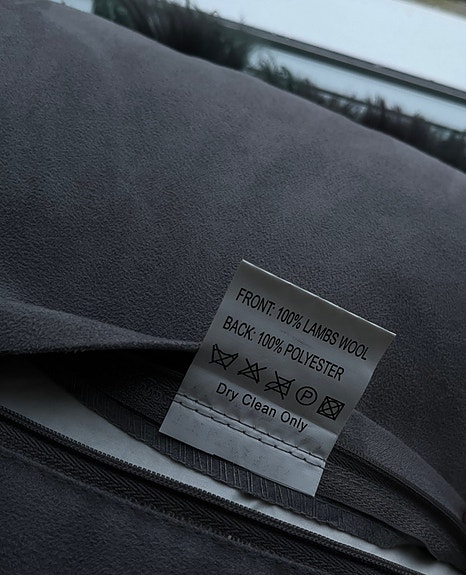 FRONT: 100% LAMBS WOOL
BACK: 100% POLYESTER
P
Dry Clean Only